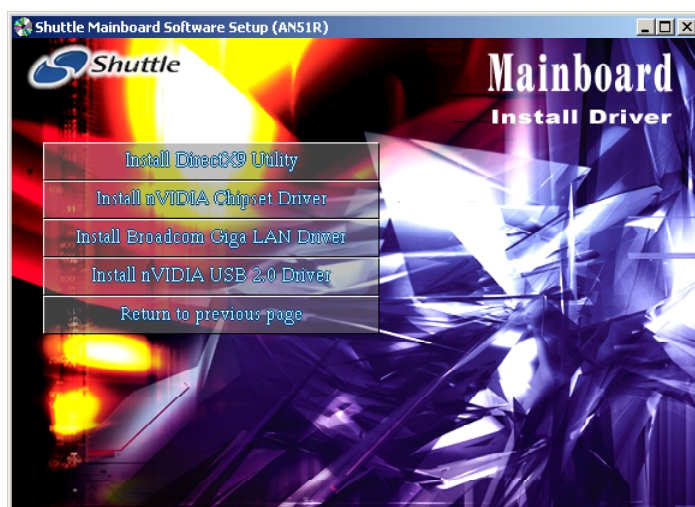 Shuttle Mainboard Software Setup (AN51R)
Shuttle
Mainboard
Install Driver
Install DirectX9 Utility
Install nVIDIA Chipset Driver
Install Broadcom Giga LAN Driver
Install nVIDIA USB 2.0 Driver
Return to previous page